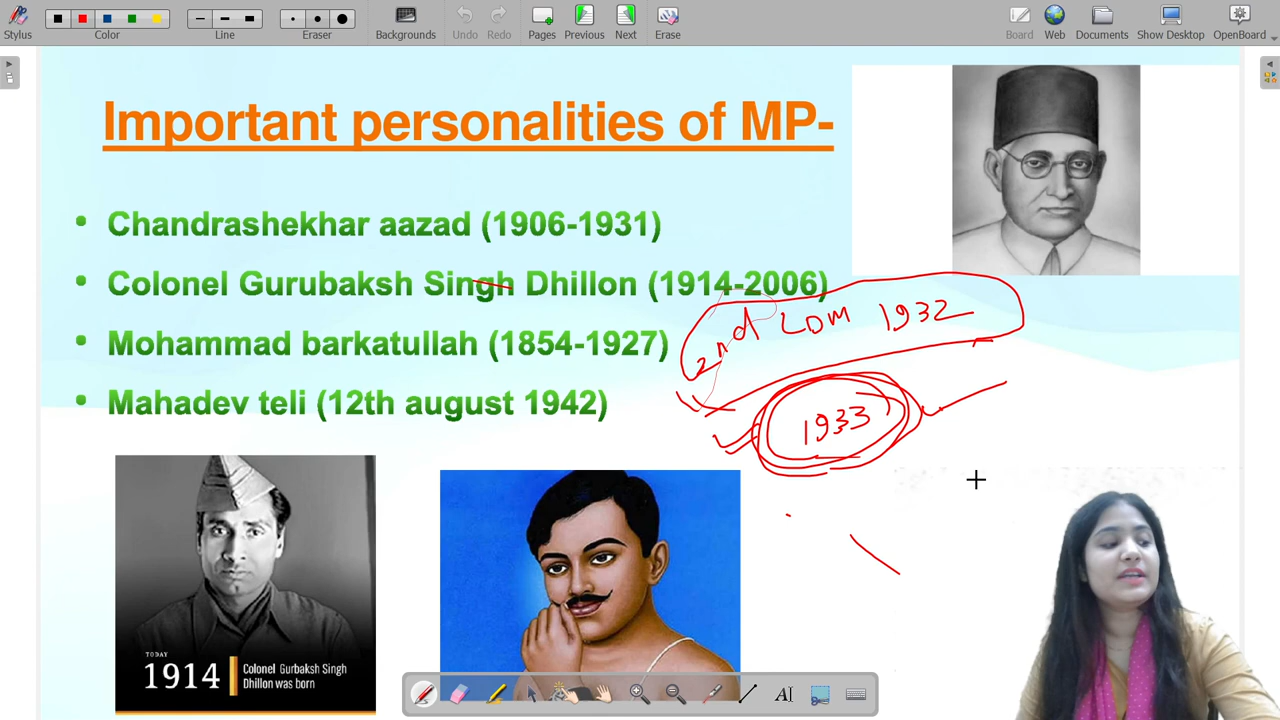 Stylus
Color
Line
Eraser
Backgrounds
Undo
Redo
Pages
Previous
Next
Erase
Board
Web
Documents
Show Desktop
OpenBoard
Important personalities of MP-
• Chandrashekhar aazad (1906-1931)
• Colonel Gurubaksh Singh Dhillon (1914-2006)
• Mohammad barkatullah (1854-1927)
• Mahadev teli (12th august 1942)
2nd CDM 1932
1933
TODAY
1914
Colonel Gurbaksh Singh
Dhillon was born
AI